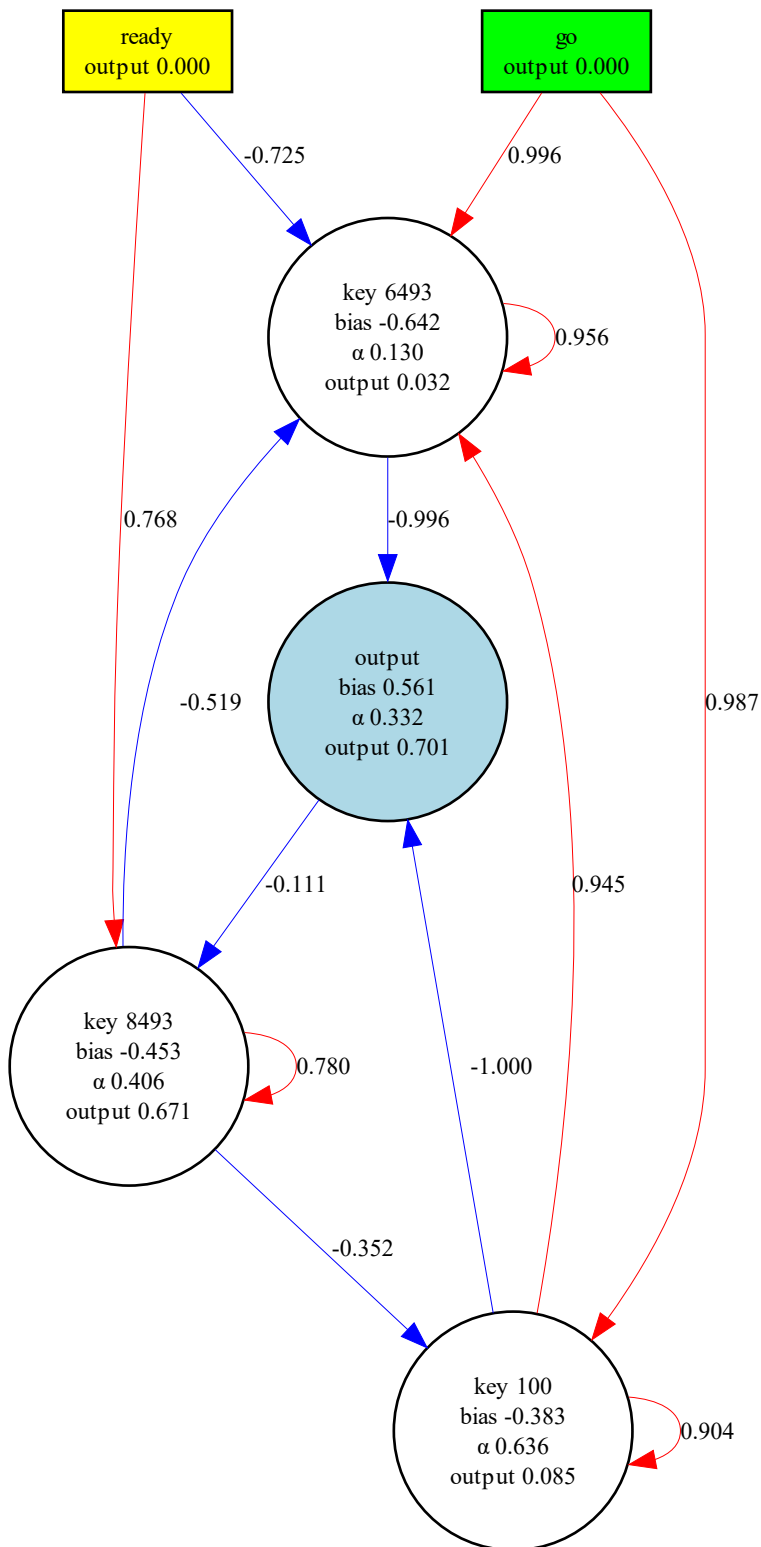 ready
output 0.000
go
output 0.000
-0.725
0.996
key 6493
bias -0.642
α 0.130
output 0.032
0.956
0.768
-0.996
-0.519
output
bias 0.561
α 0.332
output 0.701
0.987
-0.111
0.945
key 8493
bias -0.453
α 0.406
output 0.671
0.780
-1.000
-0.352
key 100
bias -0.383
α 0.636
output 0.085
0.904